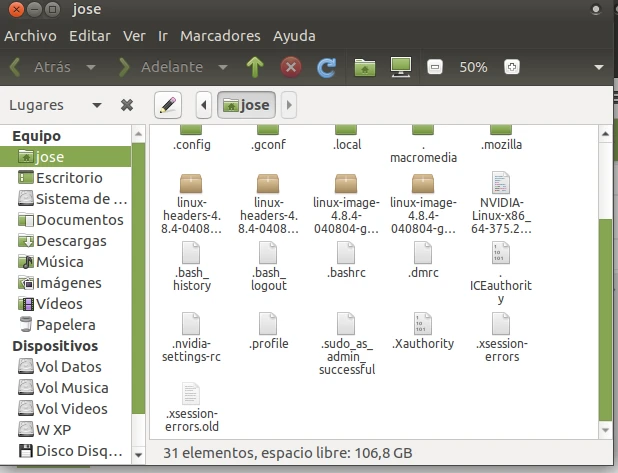 jose
Archivo Editar Ver Ir Marcadores Ayuda
Atrás Adelante 50%
Lugares jose
Equipo
jose
Escritorio
Sistema de ...
Documentos
Descargas
Música
Imágenes
Vídeos
Papelera
Dispositivos
Vol Datos
Vol Musica
Vol Videos
W XP
Disco Disq...
.config
.gconf
.local
.
macromedia
.mozilla
linux-
headers-4.
8.4-0408...
linux-
headers-4.
8.4-0408...
linux-image-
4.8.4-
040804-g...
linux-image-
4.8.4-
040804-g...
NVIDIA-
Linux-x86_
64-375.2...
.bash_
history
.bash_
logout
.bashrc
.dmrc
.
ICEauthorit
y
.nvidia-
settings-rc
.profile
.sudo_as_
admin_
successful
.Xauthority
.xsession-
errors
.xsession-
errors.old
31 elementos, espacio libre: 106,8 GB